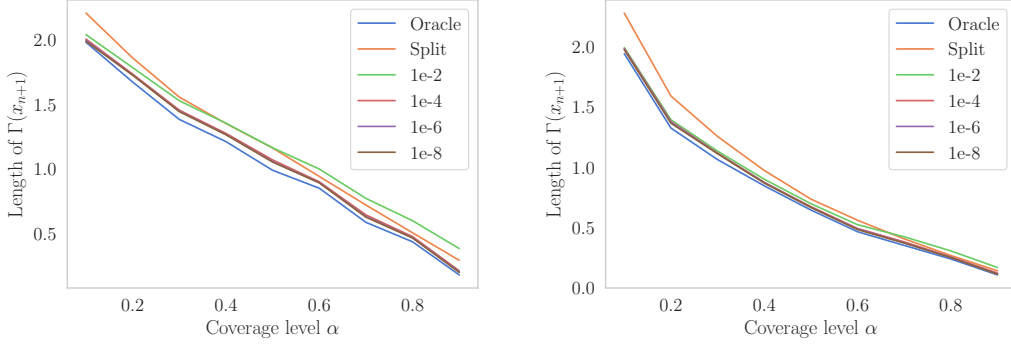 Length of Γ(x_{n+1})
2.0
1.5
1.0
0.5
0.2 0.4 0.6 0.8
Coverage level α
Oracle
Split
1e-2
1e-4
1e-6
1e-8
Length of Γ(x_{n+1})
2.0
1.5
1.0
0.5
0.0
0.2 0.4 0.6 0.8
Coverage level α
Oracle
Split
1e-2
1e-4
1e-6
1e-8